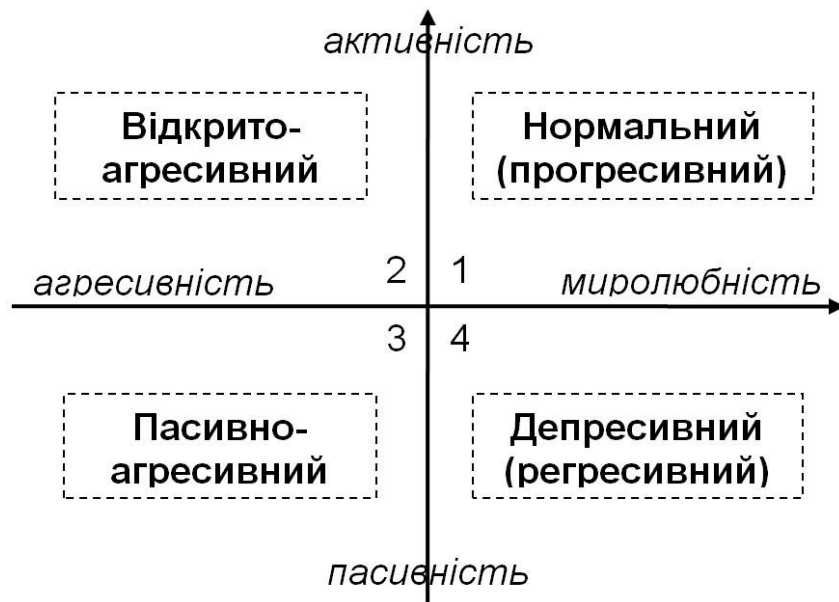 активність
Відкрито-
агресивний
Нормальний
(прогресивний)
агресивність
2
1
миролюбність
3
4
Пасивно-
агресивний
Депресивний
(регресивний)
пасивність